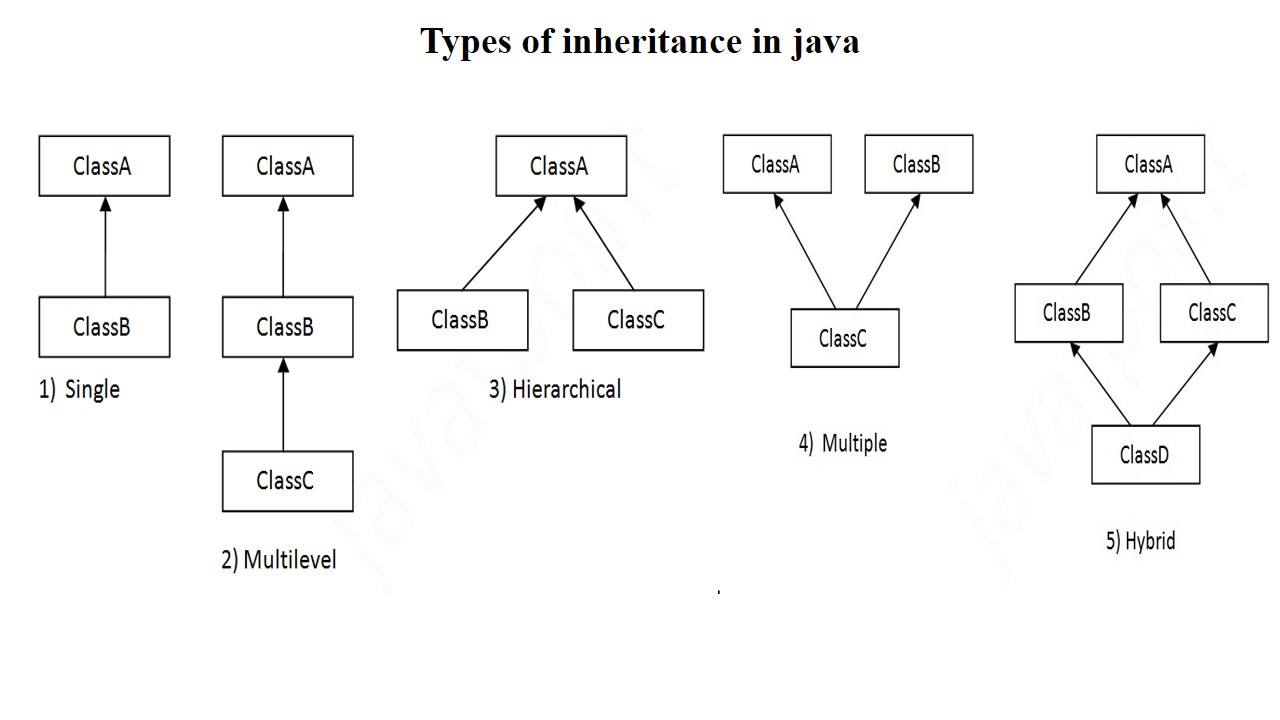 Types of inheritance in java
ClassA
ClassB
1) Single
ClassA
ClassB
ClassC
2) Multilevel
ClassA
ClassB
ClassC
3) Hierarchical
ClassA
ClassB
ClassC
4) Multiple
ClassA
ClassB
ClassC
ClassD
5) Hybrid
javatpoint
javatpoint